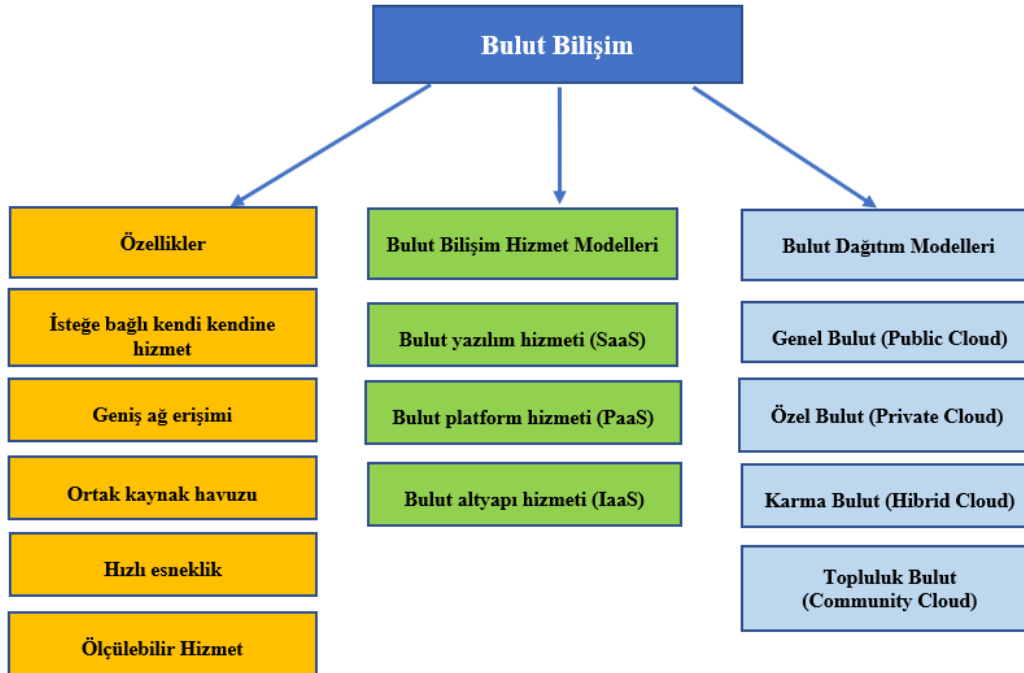 Bulut Bilişim
Özellikler
İsteğe bağlı kendi kendine
hizmet
Geniş ağ erişimi
Ortak kaynak havuzu
Hızlı esneklik
Ölçülebilir Hizmet
Bulut Bilişim Hizmet Modelleri
Bulut yazılım hizmeti (SaaS)
Bulut platform hizmeti (PaaS)
Bulut altyapı hizmeti (IaaS)
Bulut Dağıtım Modelleri
Genel Bulut (Public Cloud)
Özel Bulut (Private Cloud)
Karma Bulut (Hibrid Cloud)
Topluluk Bulut
(Community Cloud)